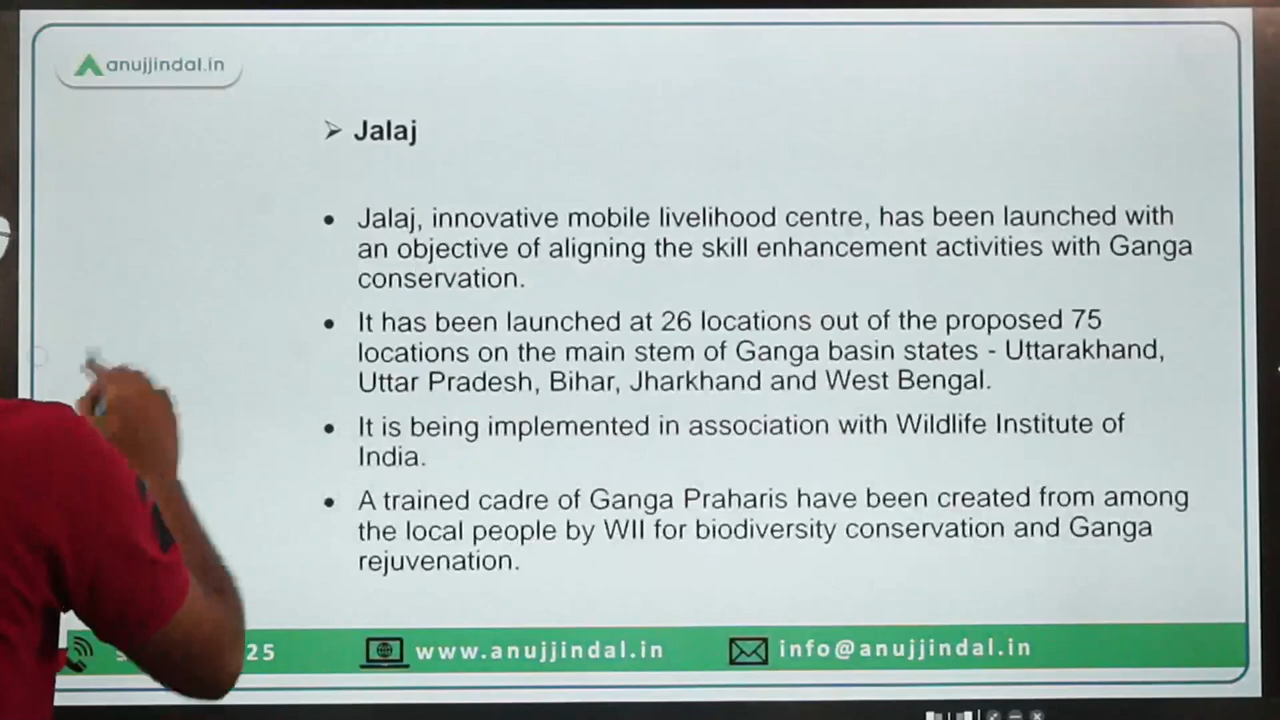 anujjindal.in
➢ Jalaj
• Jalaj, innovative mobile livelihood centre, has been launched with
an objective of aligning the skill enhancement activities with Ganga
conservation.
• It has been launched at 26 locations out of the proposed 75
locations on the main stem of Ganga basin states - Uttarakhand,
Uttar Pradesh, Bihar, Jharkhand and West Bengal.
• It is being implemented in association with Wildlife Institute of
India.
• A trained cadre of Ganga Praharis have been created from among
the local people by WII for biodiversity conservation and Ganga
rejuvenation.
25 www.anujjindal.in info@anujjindal.in